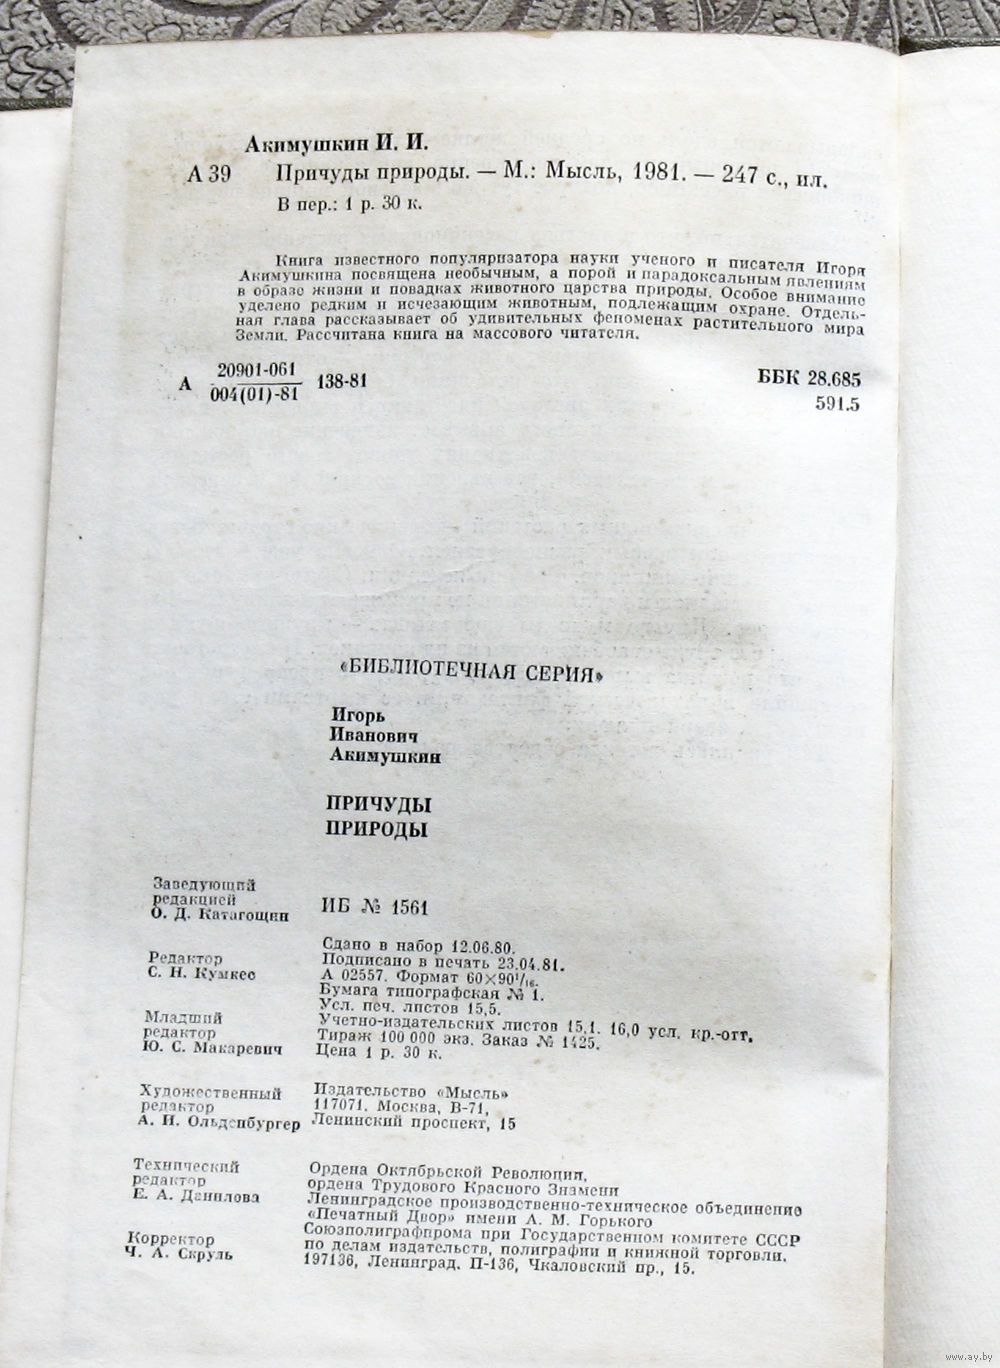 Акимушкин И. И.
А 39 Причуды природы. — М.: Мысль, 1981. — 247 с., ил.
В пер.: 1 р. 30 к.
Книга известного популяризатора науки ученого и писателя Игоря
Акимушкина посвящена необычным, а порой и парадоксальным явлениям
в образе жизни и повадках животного царства природы. Особое внимание
уделено редким и исчезающим животным, подлежащим охране. Отдель-
ная глава рассказывает об удивительных феноменах растительного мира
Земли. Рассчитана книга на массового читателя.
А 20901-061
004(01)-81 138-81
ББК 28.685
591.5
«БИБЛИОТЕЧНАЯ СЕРИЯ»
Игорь
Иванович
Акимушкин
ПРИЧУДЫ
ПРИРОДЫ
Заведующий
редакцией
О. Д. Катагощин
Редактор
С. Н. Кумкес
Младший
редактор
Ю. С. Макаревич
Художественный
редактор
А. И. Ольденбургер
Технический
редактор
Е. А. Данилова
Корректор
Ч. А. Скруль
ИБ № 1561
Сдано в набор 12.06.80.
Подписано в печать 23.04.81.
А 02557. Формат 60×90¹/₁₆.
Бумага типографская № 1.
Усл. печ. листов 15,5.
Учетно-издательских листов 15,1. 16,0 усл. кр.-отт.
Тираж 100 000 экз. Заказ № 1425.
Цена 1 р. 30 к.
Издательство «Мысль»
117071. Москва, В-71,
Ленинский проспект, 15
Ордена Октябрьской Революции,
ордена Трудового Красного Знамени
Ленинградское производственно-техническое объединение
«Печатный Двор» имени А. М. Горького
Союзполиграфпрома при Государственном комитете СССР
по делам издательств, полиграфии и книжной торговли.
197136, Ленинград. П-136, Чкаловский пр., 15.
www.ay.by